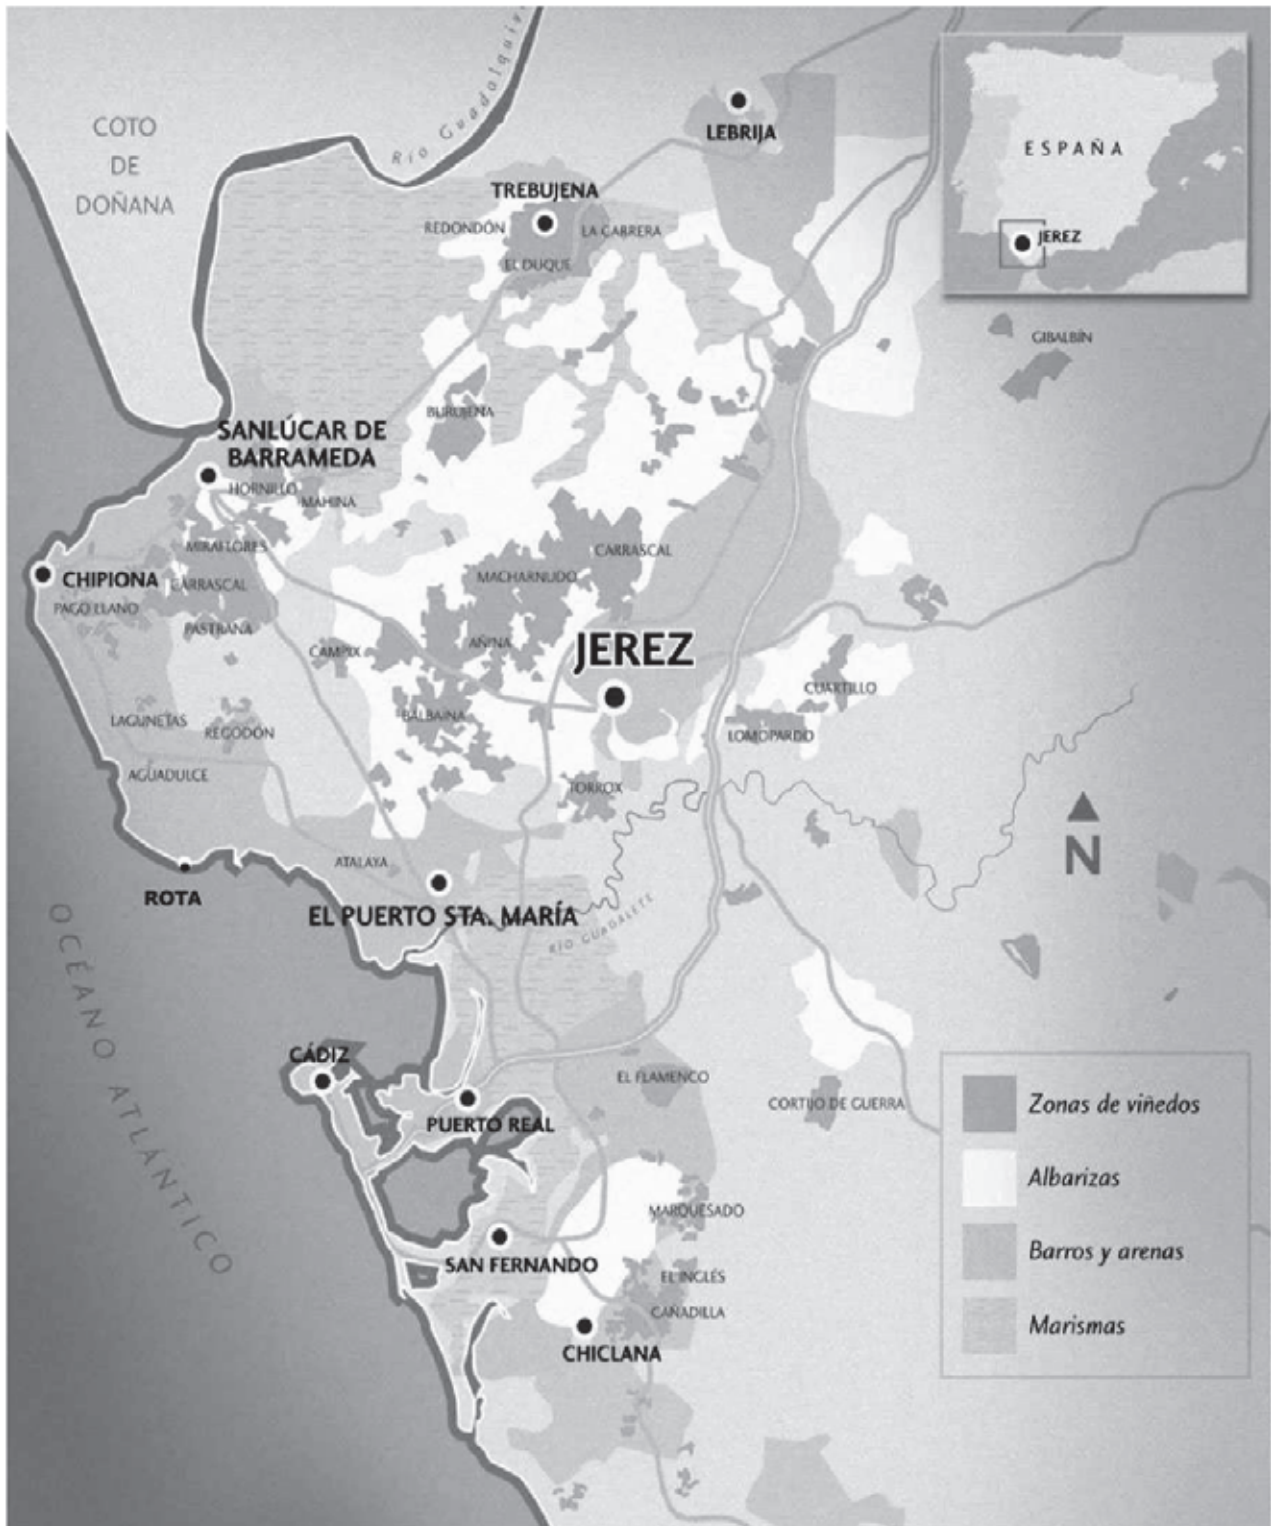 COTO
DE
DOÑANA
Río Guadalquivir
LEBRIJA
TREBUJENA
REDONDÓN
LA CABRERA
EL DUQUE
ESPAÑA
JEREZ
GIBALBÍN
BURUJENA
SANLÚCAR DE
BARRAMEDA
HORNILLO
MAHINA
MIRAFLORES
CARRASCAL
MACHARNUDO
CHIPIONA
CARRASCAL
PAGO LLANO
PASTRANA
CAMPIX
AÑINA
JEREZ
CUARTILLO
BALBAINA
LAGUNETAS
REGODÓN
LOMOPARDO
AGUADULCE
TORROX
ATALAYA
N
ROTA
EL PUERTO STA. MARÍA
RÍO GUADALETE
OCÉANO ATLÁNTICO
CÁDIZ
EL FLAMENCO
CORTIJO DE GUERRA
PUERTO REAL
MARQUESADO
SAN FERNANDO
EL INGLÉS
CAÑADILLA
CHICLANA
Zonas de viñedos
Albarizas
Barros y arenas
Marismas